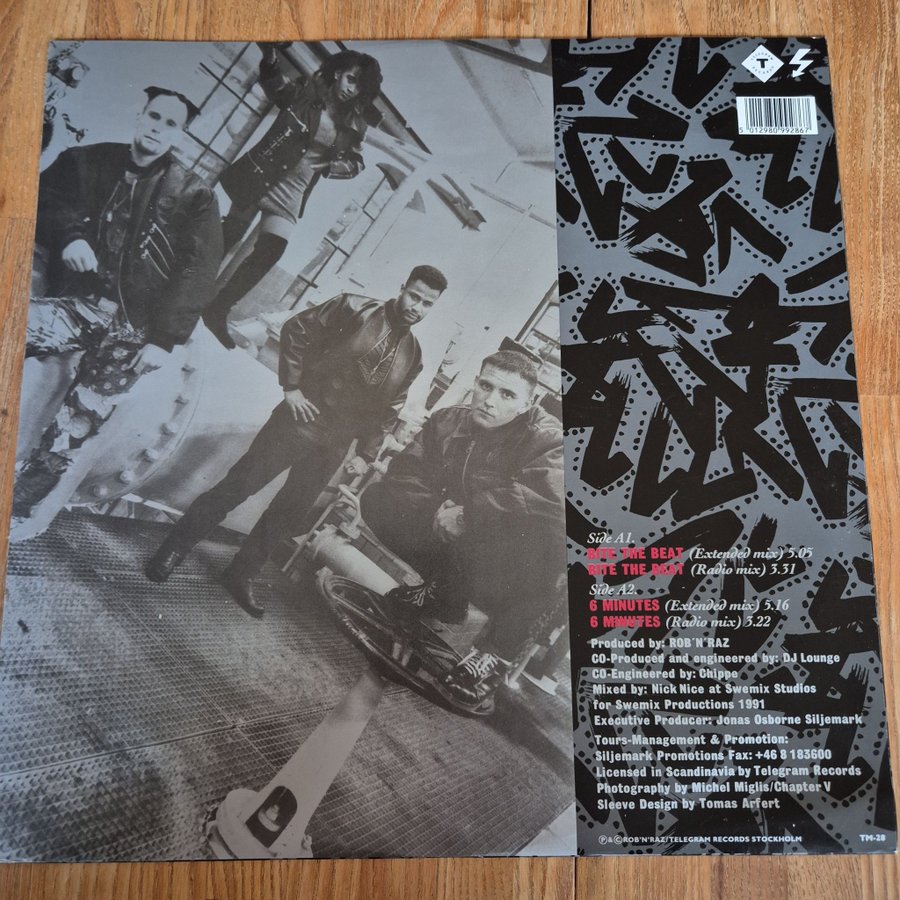 T
5 012980 992867
Side A1.
BITE THE BEAT (Extended mix) 5.05
BITE THE BEAT (Radio mix) 3.31
Side A2.
6 MINUTES (Extended mix) 5.16
6 MINUTES (Radio mix) 3.22
Produced by: ROB'N'RAZ
CO-Produced and engineered by: DJ Lounge
CO-Engineered by: Chippe
Mixed by: Nick Nice at Swemix Studios
for Swemix Productions 1991
Executive Producer: Jonas Osborne Siljemark
Tours-Management & Promotion:
Siljemark Promotions Fax: +46 8 183600
Licensed in Scandinavia by Telegram Records
Photography by Michel Miglis/Chapter V
Sleeve Design by Tomas Arfert
℗&©ROB'N'RAZ/TELEGRAM RECORDS STOCKHOLM
TM-28